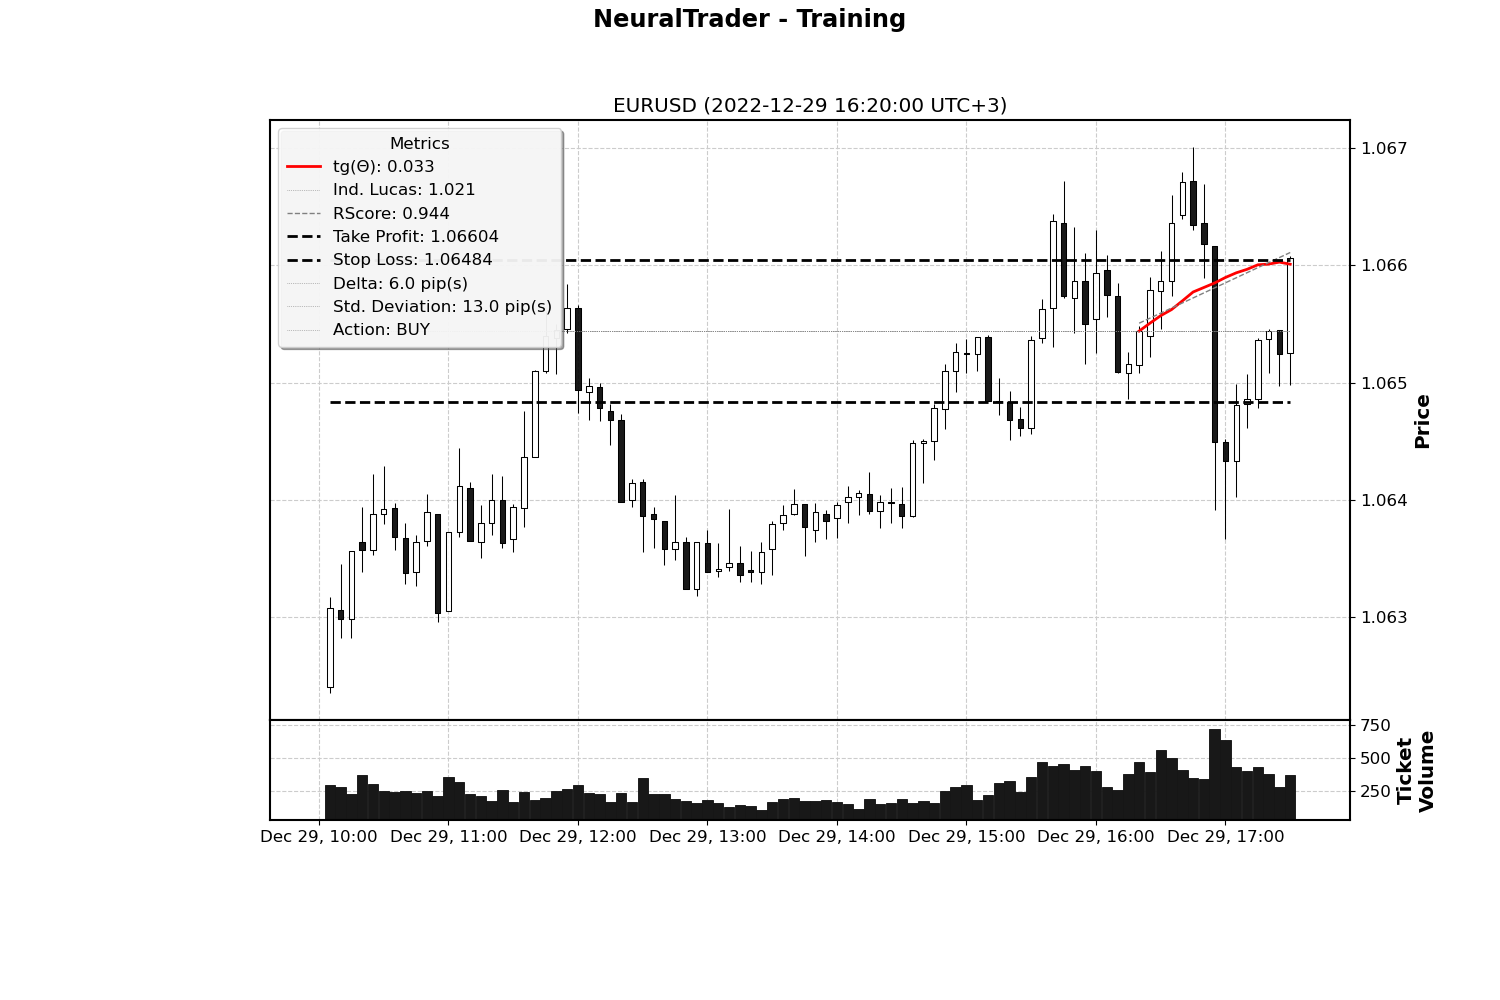 NeuralTrader - Training
EURUSD (2022-12-29 16:20:00 UTC+3)
Metrics
tg(Θ): 0.033
Ind. Lucas: 1.021
RScore: 0.944
Take Profit: 1.06604
Stop Loss: 1.06484
Delta: 6.0 pip(s)
Std. Deviation: 13.0 pip(s)
Action: BUY
1.067
1.066
1.065
1.064
1.063
Price
750
500
250
Ticket
Volume
Dec 29, 10:00 Dec 29, 11:00 Dec 29, 12:00 Dec 29, 13:00 Dec 29, 14:00 Dec 29, 15:00 Dec 29, 16:00 Dec 29, 17:00